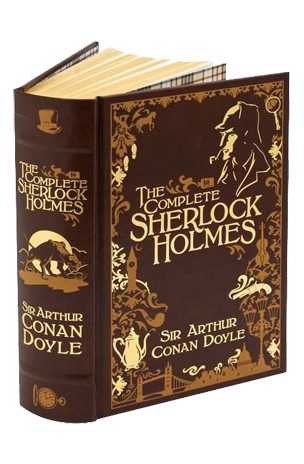 The
Complete
Sherlock
Holmes
Sir Arthur
Conan
Doyle
The
Complete
Sherlock
Holmes
Sir Arthur
Conan Doyle